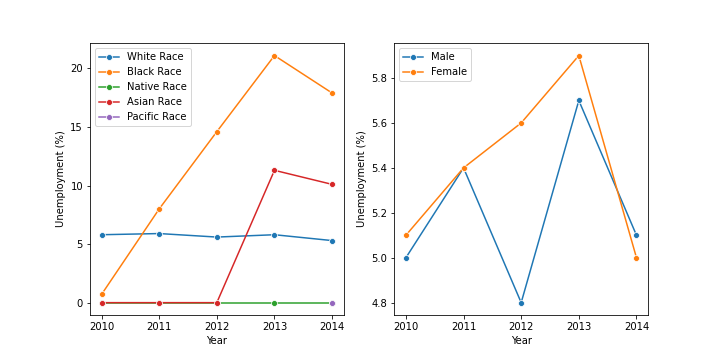 White Race
Black Race
Native Race
Asian Race
Pacific Race
Unemployment (%)
20
15
10
5
0
2010 2011 2012 2013 2014
Year
Male
Female
Unemployment (%)
5.8
5.6
5.4
5.2
5.0
4.8
2010 2011 2012 2013 2014
Year